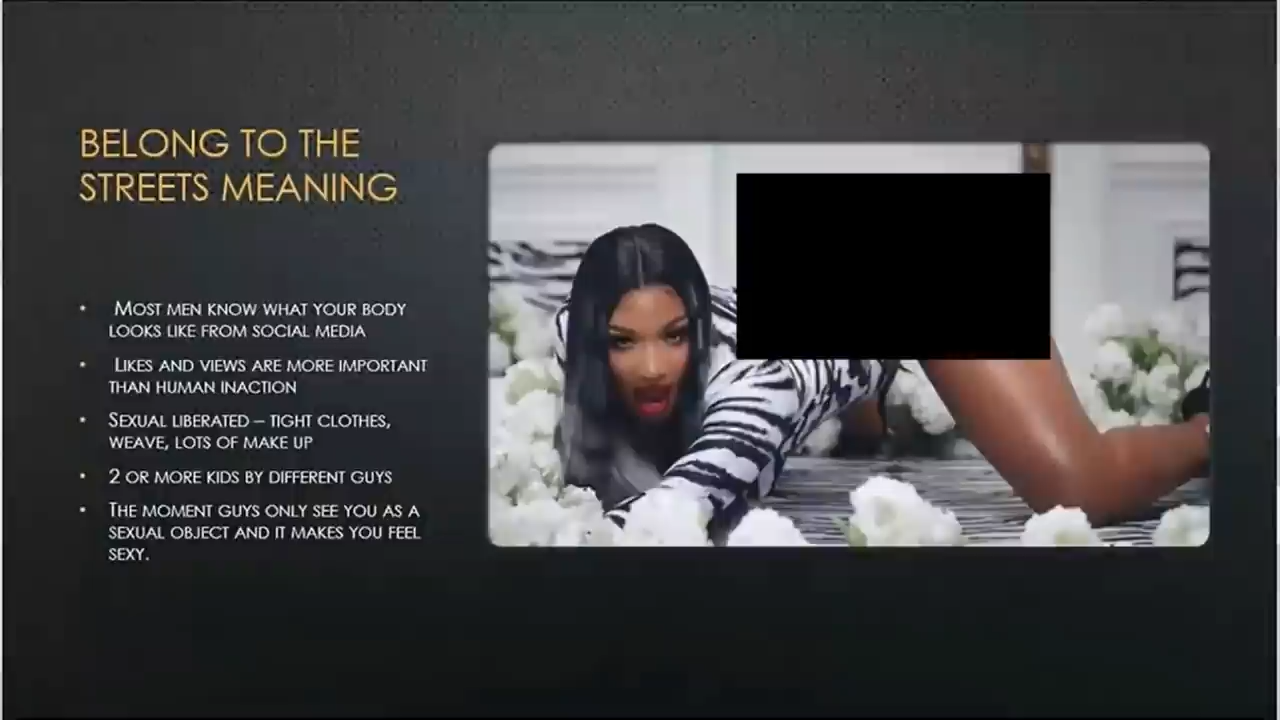 BELONG TO THE
STREETS MEANING
• MOST MEN KNOW WHAT YOUR BODY
LOOKS LIKE FROM SOCIAL MEDIA
• LIKES AND VIEWS ARE MORE IMPORTANT
THAN HUMAN INACTION
• SEXUAL LIBERATED – TIGHT CLOTHES,
WEAVE, LOTS OF MAKE UP
• 2 OR MORE KIDS BY DIFFERENT GUYS
• THE MOMENT GUYS ONLY SEE YOU AS A
SEXUAL OBJECT AND IT MAKES YOU FEEL
SEXY.